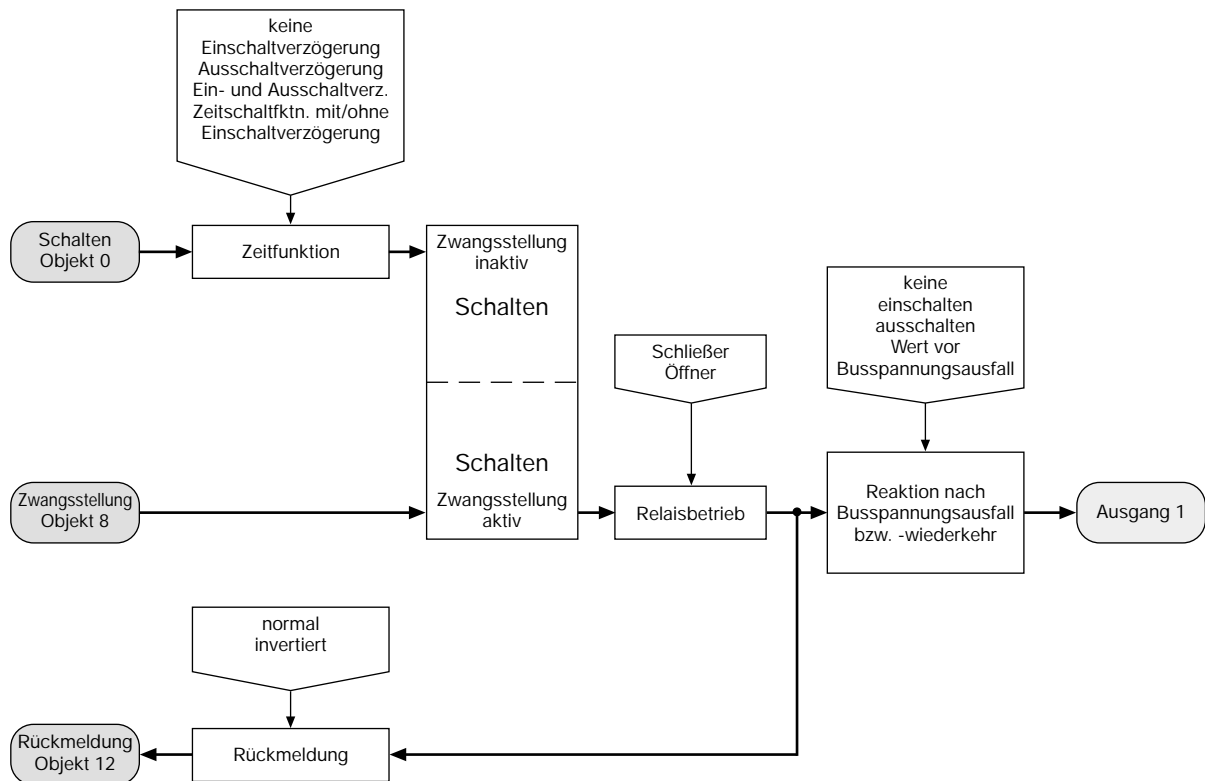 keine
Einschaltverzögerung
Ausschaltverzögerung
Ein- und Ausschaltverz.
Zeitschaltfktn. mit/ohne
Einschaltverzögerung
Schalten
Objekt 0
Zeitfunktion
Zwangsstellung
inaktiv
Schalten
Schalten
Zwangsstellung
aktiv
Zwangsstellung
Objekt 8
Schließer
Öffner
Relaisbetrieb
keine
einschalten
ausschalten
Wert vor
Busspannungsausfall
Reaktion nach
Busspannungsausfall
bzw. -wiederkehr
Ausgang 1
normal
invertiert
Rückmeldung
Objekt 12
Rückmeldung